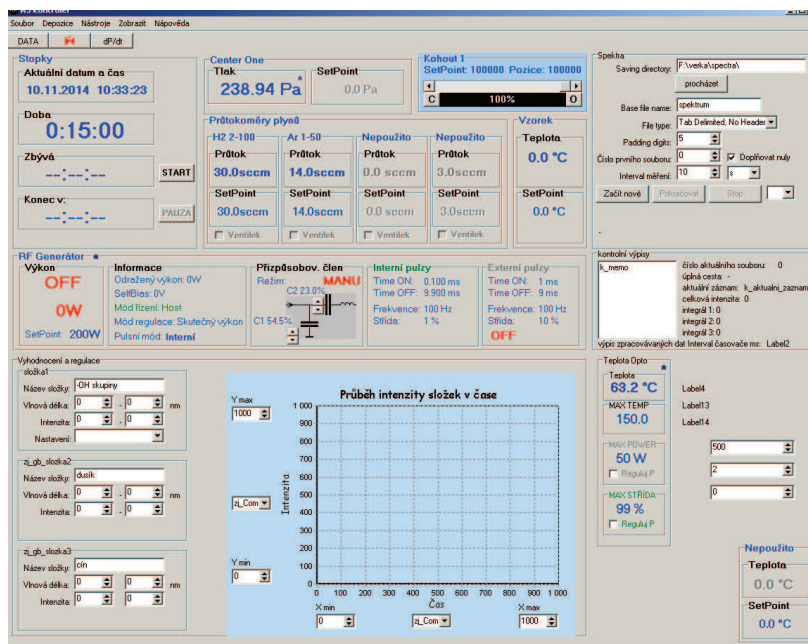 A3 Kontroler
Soubor Depozice Nástroje Zobrazit Nápověda
DATA dP/dt
Stopky
Aktuální datum a čas
10.11.2014 10:33:23
Doba
0:15:00
Zbývá
--:--:-- START
Konec v:
--:--:-- PAUZA
Center One
Tlak
238.94 Pa
SetPoint
0.0 Pa
Kohout 1
SetPoint: 100000 Pozice: 100000
C 100% O
Průtokoměry plynů
H2 2-100 Ar 1-50 Nepoužito Nepoužito
Průtok Průtok Průtok Průtok
30.0sccm 14.0sccm 0.0 sccm 3.0sccm
SetPoint SetPoint SetPoint SetPoint
30.0sccm 14.0sccm 0.0 sccm 3.0sccm
Ventilek Ventilek Ventilek Ventilek
Vzorek
Teplota
0.0 °C
SetPoint
0.0 °C
Spektra
Saving directory: F:\verka\spectra\
procházet
Base file name: spektrum
File type: Tab Delimited, No Header
Padding digits: 5
Číslo prvního souboru: 0 Doplňovat nuly
Interval měření: 10 s
Začít nové Pokračovat Stop
.
RF Generátor
Výkon
OFF
0W
SetPoint: 200W
Informace
Odražený výkon: 0W
SelfBias: 0V
Mód řízení: Host
Mód regulace: Skutečný výkon
Pulsní mód: Interní
Přizpůsobov. člen
Režim: MANU
C2 23.0%
C1 54.5%
Interní pulzy
Time ON: 0.100 ms
Time OFF: 9.900 ms
Frekvence: 100 Hz
Střída: 1 %
Externí pulzy
Time ON: 1 ms
Time OFF: 9 ms
Frekvence: 100 Hz
Střída: 10 %
OFF
kontrolní výpisy
k_memo
číslo aktuálního souboru: 0
úplná cesta: -
aktuální záznam: k_aktualni_zaznam
celková intenzita: 0
integrál 1: 0
integrál 2: 0
integrál 3: 0
výpis zpracovávaných dat Interval časovače ms: Label2
Vyhodnocení a regulace
složka1
Název složky: -OH skupiny
Vlnová délka: 0 - 0 nm
Intenzita: 0 - 0
Nastavení:
zj_gb_slozka2
Název složky: dusík
Vlnová délka: 0 - 0 nm
Intenzita: 0 - 0
zj_gb_slozka3
Název složky: cín
Vlnová délka: 0 0 nm
Intenzita: 0 0
Průběh intenzity složek v čase
Y max
1000
zj_Com
Y min
0
Intenzita
1 000
900
800
700
600
500
400
300
200
100
0
0 100 200 300 400 500 600 700 800 900 1 000
Čas
X min
0
zj_Com
X max
1000
Teplota Opto
Teplota
63.2 °C
MAX TEMP
150.0
MAX POWER
50 W
Reguluj P
MAX STŘÍDA
99 %
Reguluj P
Label4
Label13
Label14
500
2
0
Nepoužito
Teplota
0.0 °C
SetPoint
0.0 °C